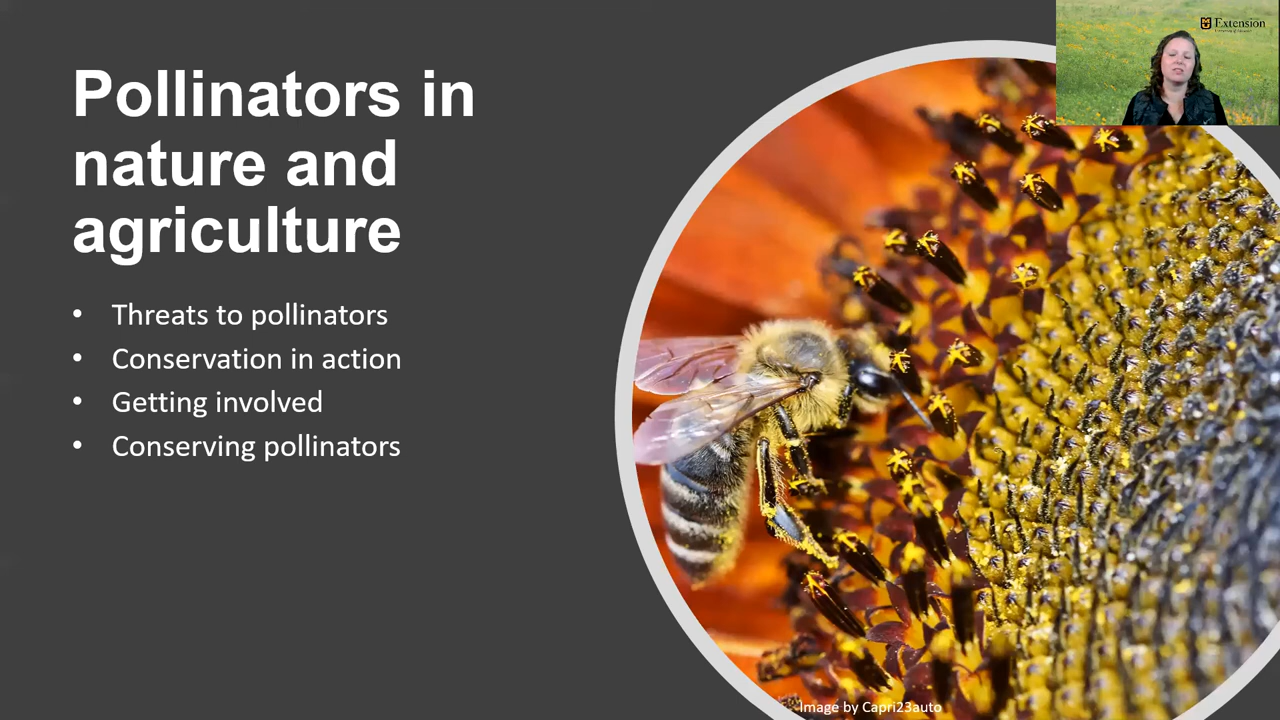 Pollinators in
nature and
agriculture
• Threats to pollinators
• Conservation in action
• Getting involved
• Conserving pollinators
Extension
Image by Capri23auto